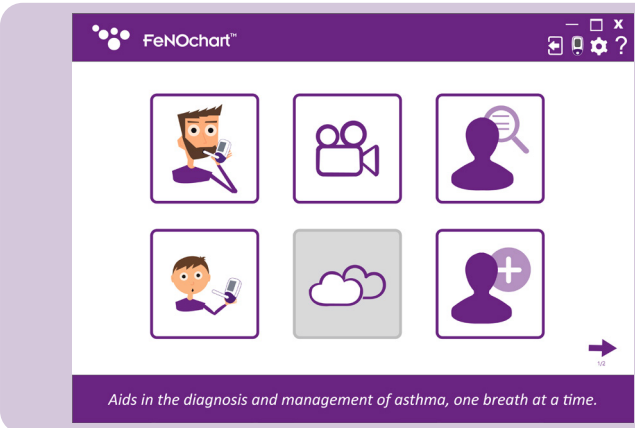 FeNOchart™
1/2
Aids in the diagnosis and management of asthma, one breath at a time.